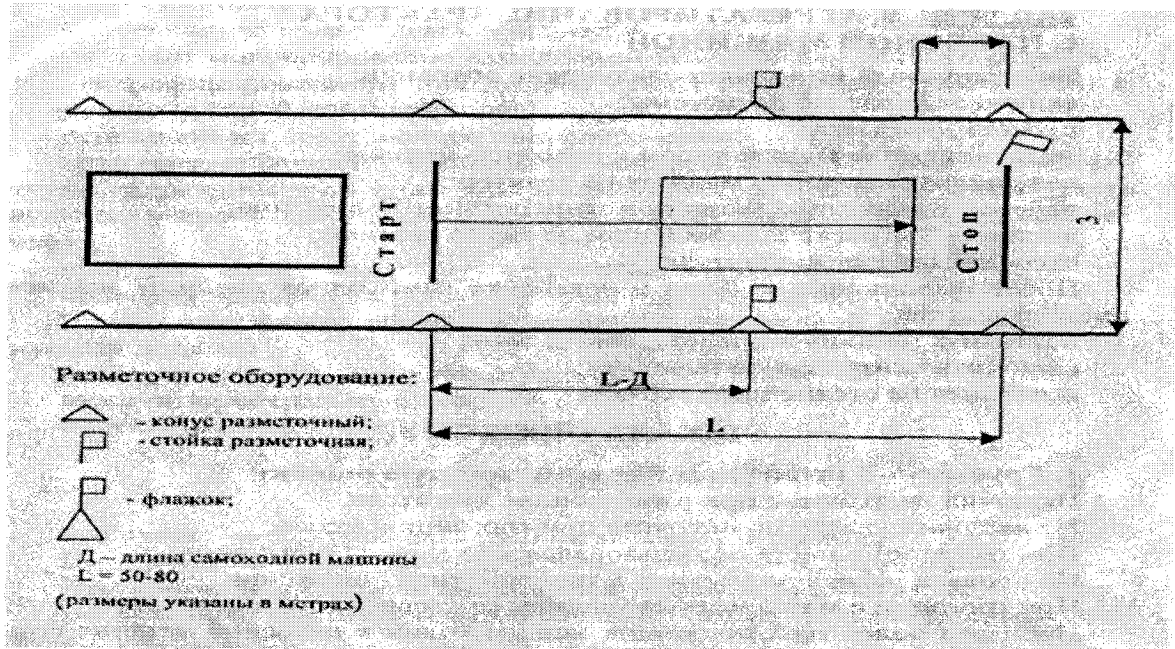 Старт
Стоп
3
L-Д
L
Разметочное оборудование:
- конус разметочный;
- стойка разметочная;
- флажок;
Д – длина самоходной машины
L = 50-80
(размеры указаны в метрах)